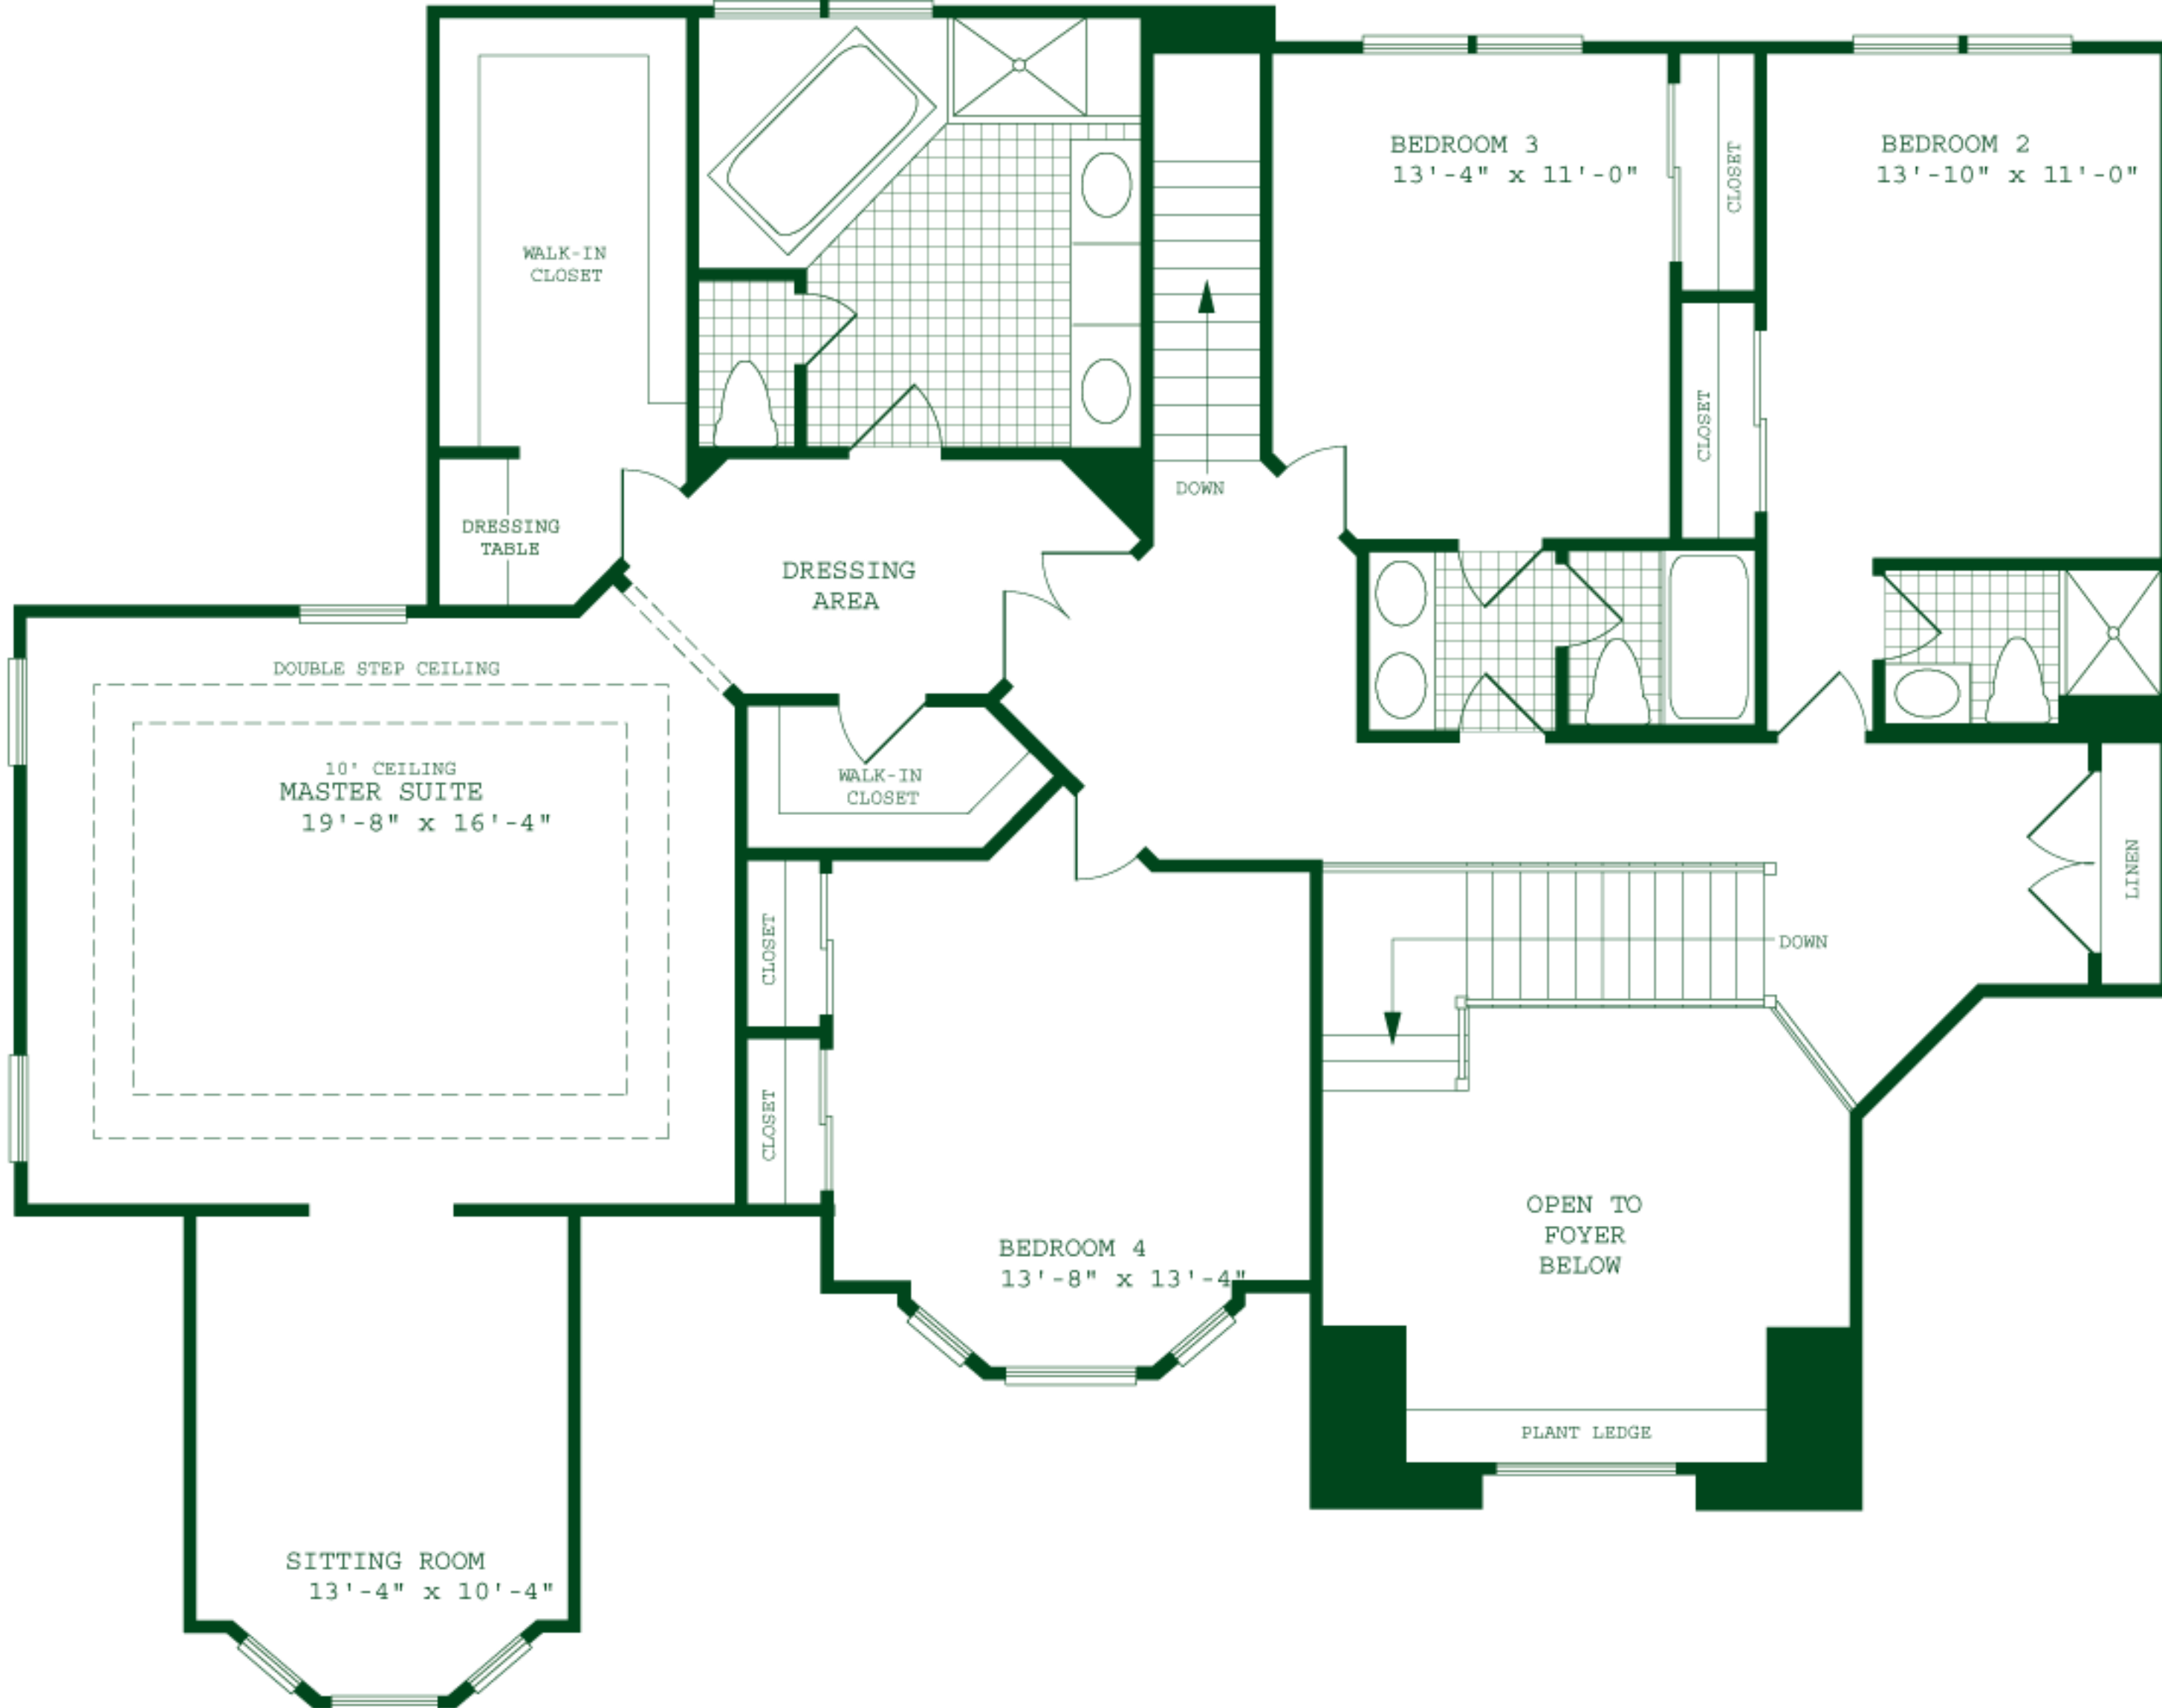 BEDROOM 3
13'-4" x 11'-0"
CLOSET
BEDROOM 2
13'-10" x 11'-0"
WALK-IN
CLOSET
CLOSET
DOWN
DRESSING
TABLE
DRESSING
AREA
DOUBLE STEP CEILING
10' CEILING
MASTER SUITE
19'-8" x 16'-4"
WALK-IN
CLOSET
LINEN
CLOSET
DOWN
CLOSET
OPEN TO
FOYER
BELOW
BEDROOM 4
13'-8" x 13'-4"
PLANT LEDGE
SITTING ROOM
13'-4" x 10'-4"